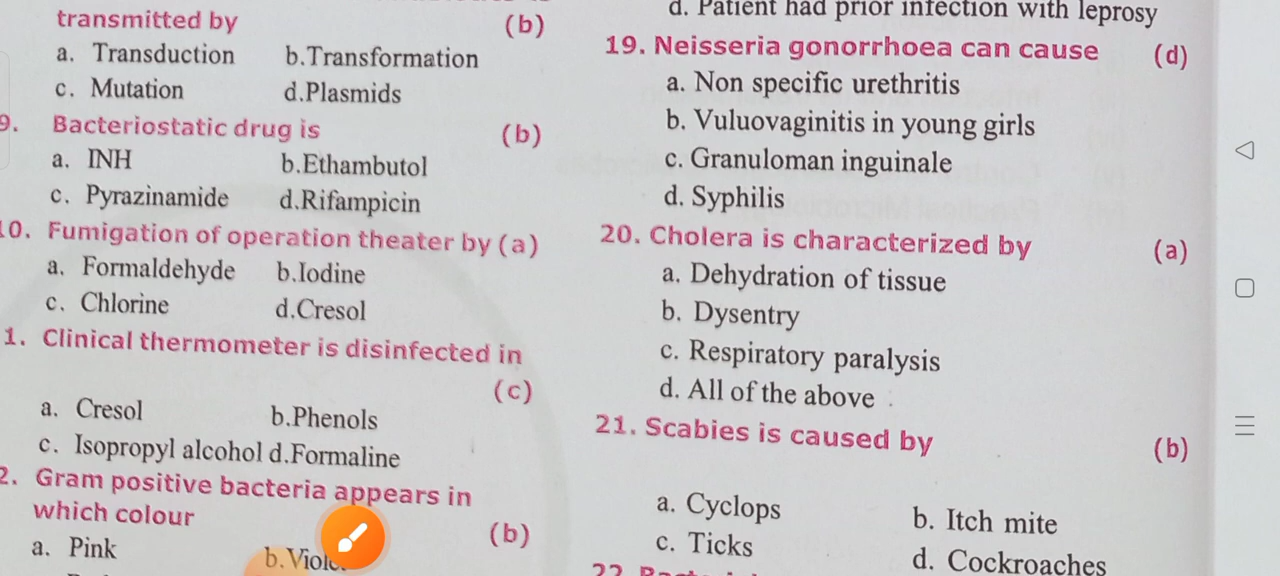 transmitted by (b)
a. Transduction b.Transformation
c. Mutation d.Plasmids
9. Bacteriostatic drug is (b)
a. INH b.Ethambutol
c. Pyrazinamide d.Rifampicin
10. Fumigation of operation theater by (a)
a. Formaldehyde b.Iodine
c. Chlorine d.Cresol
1. Clinical thermometer is disinfected in
(c)
a. Cresol b.Phenols
c. Isopropyl alcohol d.Formaline
2. Gram positive bacteria appears in
which colour (b)
a. Pink b.Viole
d. Patient had prior infection with leprosy
19. Neisseria gonorrhoea can cause (d)
a. Non specific urethritis
b. Vuluovaginitis in young girls
c. Granuloman inguinale
d. Syphilis
20. Cholera is characterized by (a)
a. Dehydration of tissue
b. Dysentry
c. Respiratory paralysis
d. All of the above
21. Scabies is caused by (b)
a. Cyclops b. Itch mite
c. Ticks d. Cockroaches
22.